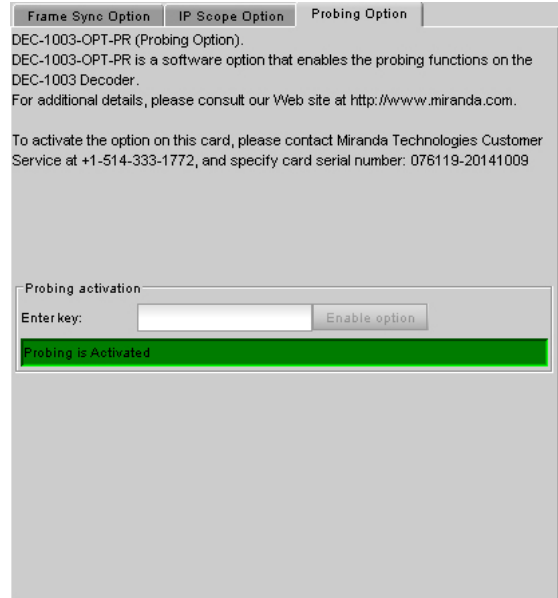 Frame Sync Option IP Scope Option Probing Option
DEC-1003-OPT-PR (Probing Option).
DEC-1003-OPT-PR is a software option that enables the probing functions on the
DEC-1003 Decoder.
For additional details, please consult our Web site at http://www.miranda.com.
To activate the option on this card, please contact Miranda Technologies Customer
Service at +1-514-333-1772, and specify card serial number: 076119-20141009
Probing activation
Enter key: Enable option
Probing is Activated